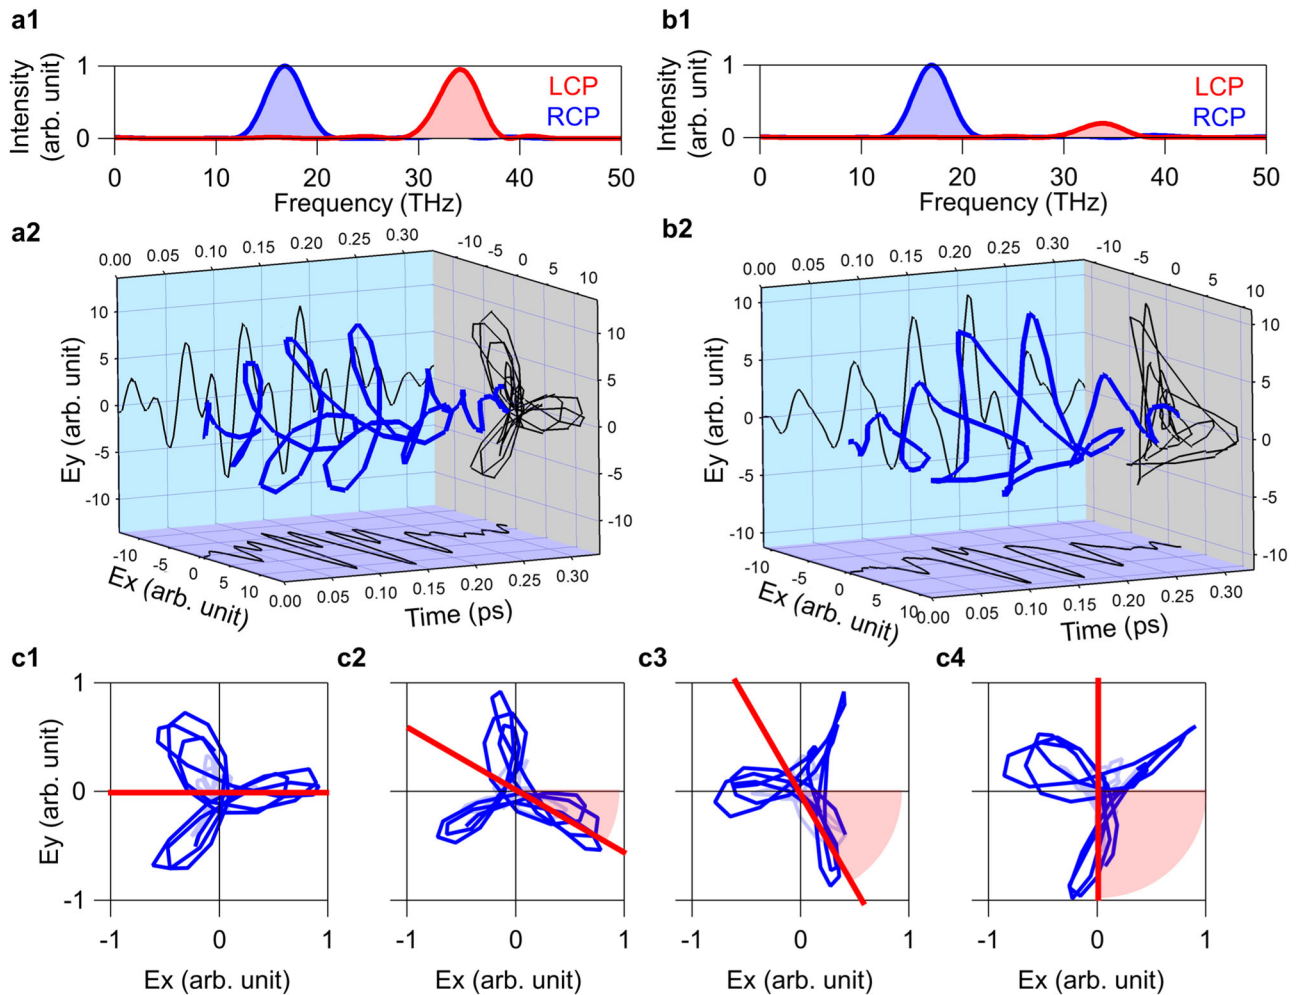 a1
b1
Intensity
(arb. unit)
1
0
LCP
RCP
0 10 20 30 40 50
Frequency (THz)
Intensity
(arb. unit)
1
0
LCP
RCP
0 10 20 30 40 50
Frequency (THz)
a2
0.00 0.05 0.10 0.15 0.20 0.25 0.30
-10 -5 0 5 10
Ey (arb. unit)
10
5
0
-5
-10
10
5
0
-5
-10
-10 -5 0 5 10
Ex (arb. unit)
0.00 0.05 0.10 0.15 0.20 0.25 0.30
Time (ps)
b2
0.00 0.05 0.10 0.15 0.20 0.25 0.30
-10 -5 0 5 10
Ey (arb. unit)
10
5
0
-5
-10
10
5
0
-5
-10
-10 -5 0 5 10
Ex (arb. unit)
0.00 0.05 0.10 0.15 0.20 0.25 0.30
Time (ps)
c1
c2
c3
c4
Ey (arb. unit)
1
0
-1
-1 0 1
Ex (arb. unit)
-1 0 1
Ex (arb. unit)
-1 0 1
Ex (arb. unit)
-1 0 1
Ex (arb. unit)